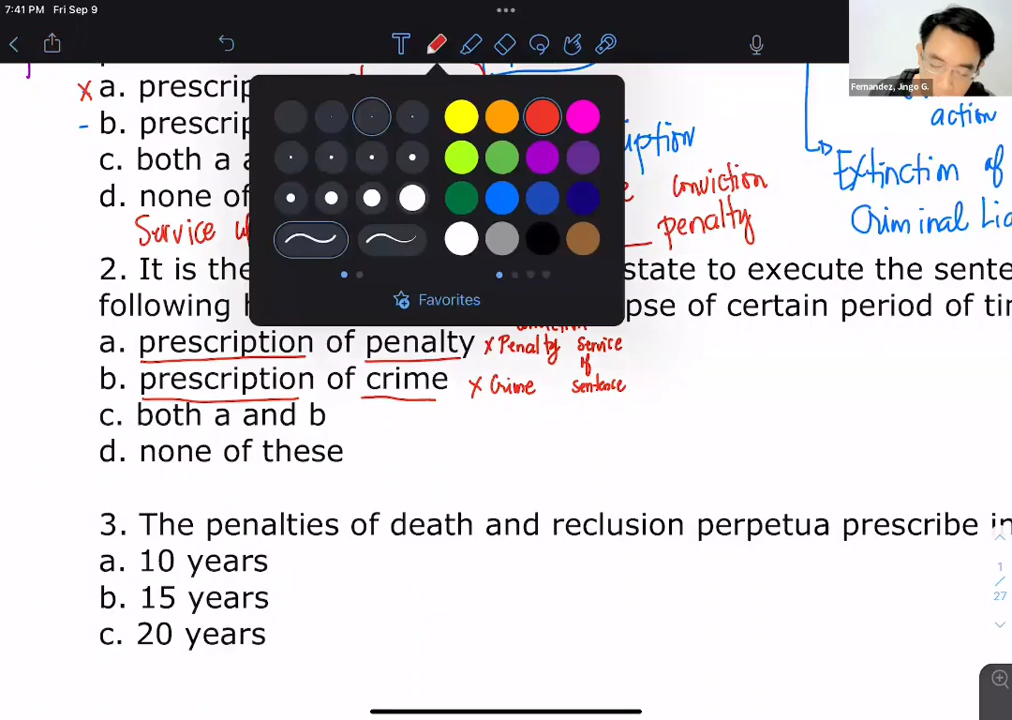 7:41 PM Fri Sep 9
T
Fernandez, Jingo G.
x a. prescrip
action
- b. prescrip
iption
c. both a a
conviction
Extinction of
d. none of
penalty
Criminal Lia
Service
2. It is the state to execute the sente
Favorites
following pse of certain period of tir
a. prescription of penalty x Penalty Service
of
b. prescription of crime x Crime sentence
c. both a and b
d. none of these
3. The penalties of death and reclusion perpetua prescribe in
a. 10 years
1
/
b. 15 years
27
c. 20 years